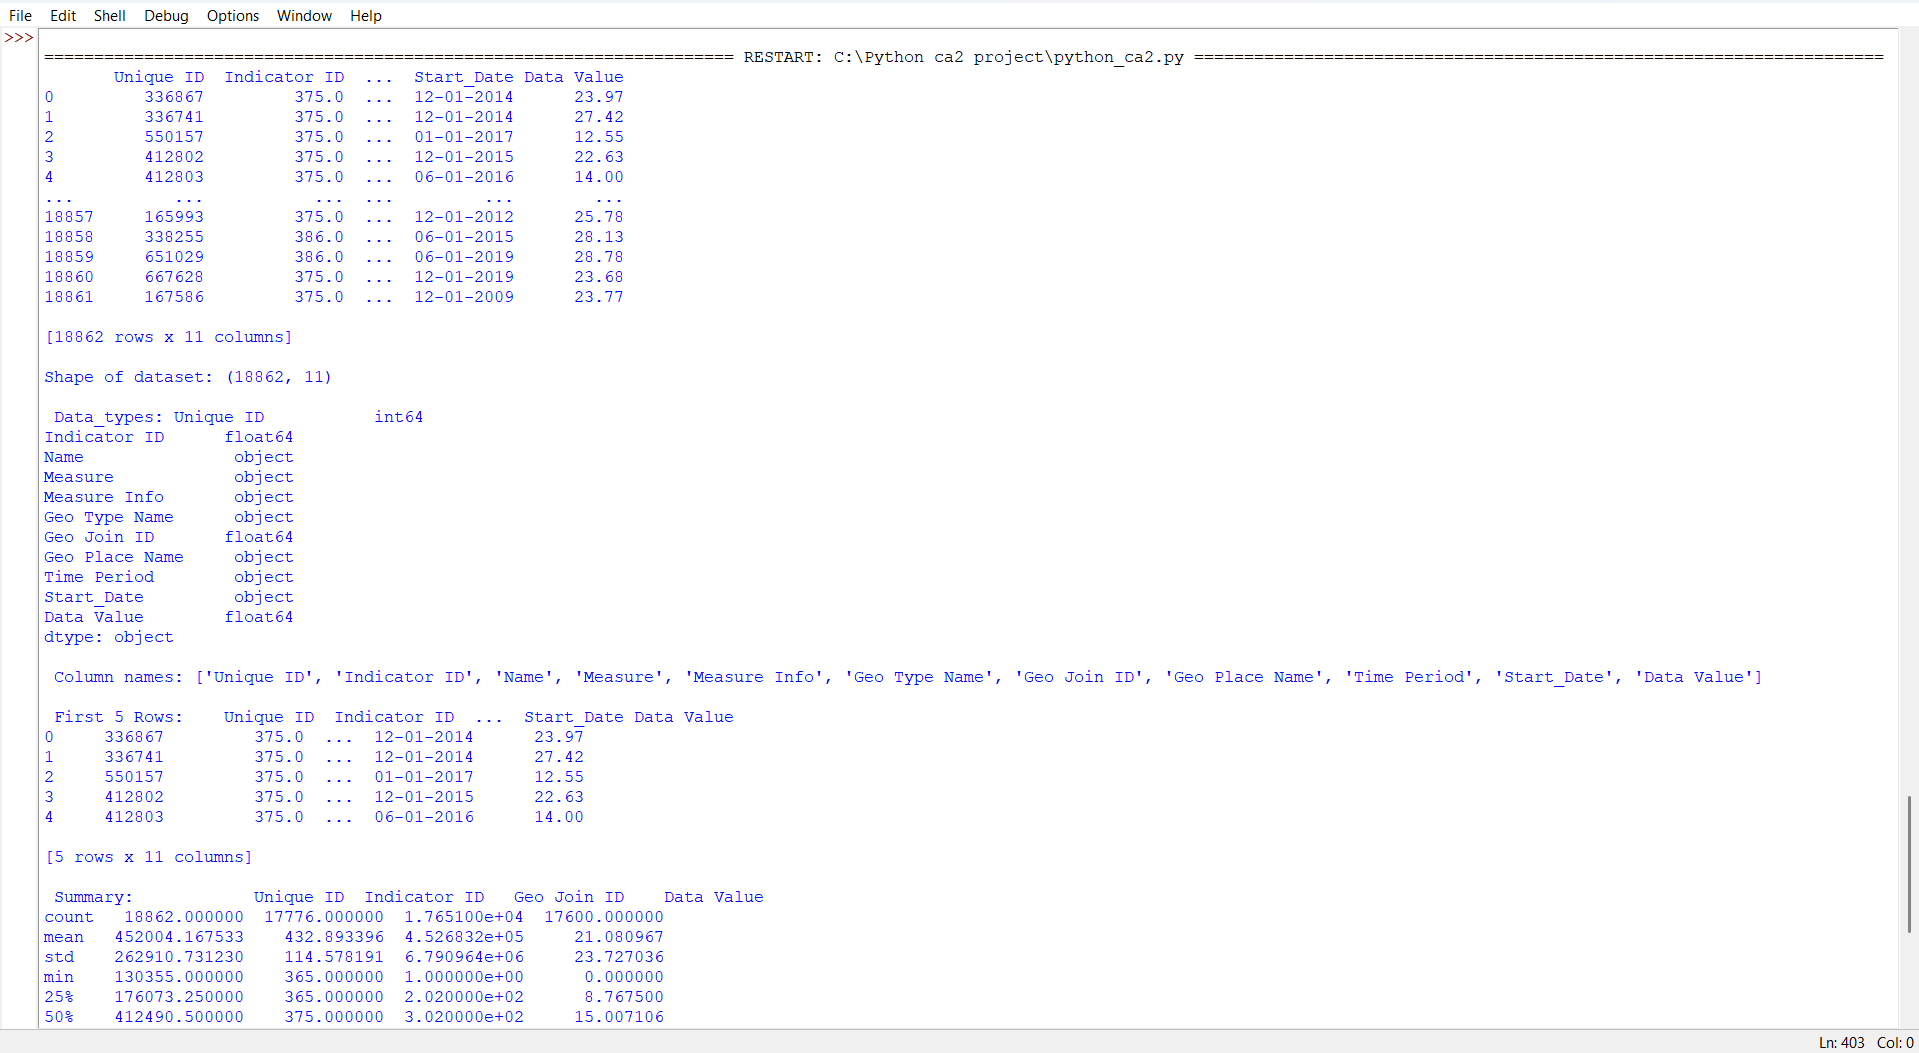 File Edit Shell Debug Options Window Help
>>>
===================================================================== RESTART: C:\Python ca2 project\python_ca2.py =====================================================================
       Unique ID  Indicator ID  ...  Start_Date Data Value
0         336867         375.0  ...  12-01-2014      23.97
1         336741         375.0  ...  12-01-2014      27.42
2         550157         375.0  ...  01-01-2017      12.55
3         412802         375.0  ...  12-01-2015      22.63
4         412803         375.0  ...  06-01-2016      14.00
...          ...           ...  ...         ...        ...
18857     165993         375.0  ...  12-01-2012      25.78
18858     338255         386.0  ...  06-01-2015      28.13
18859     651029         386.0  ...  06-01-2019      28.78
18860     667628         375.0  ...  12-01-2019      23.68
18861     167586         375.0  ...  12-01-2009      23.77
[18862 rows x 11 columns]
Shape of dataset: (18862, 11)
 Data_types: Unique ID           int64
Indicator ID      float64
Name               object
Measure            object
Measure Info       object
Geo Type Name      object
Geo Join ID       float64
Geo Place Name     object
Time Period        object
Start_Date         object
Data Value        float64
dtype: object
 Column names: ['Unique ID', 'Indicator ID', 'Name', 'Measure', 'Measure Info', 'Geo Type Name', 'Geo Join ID', 'Geo Place Name', 'Time Period', 'Start_Date', 'Data Value']
 First 5 Rows:    Unique ID  Indicator ID  ...  Start_Date Data Value
0     336867         375.0  ...  12-01-2014      23.97
1     336741         375.0  ...  12-01-2014      27.42
2     550157         375.0  ...  01-01-2017      12.55
3     412802         375.0  ...  12-01-2015      22.63
4     412803         375.0  ...  06-01-2016      14.00
[5 rows x 11 columns]
 Summary:            Unique ID  Indicator ID   Geo Join ID    Data Value
count   18862.000000  17776.000000  1.765100e+04  17600.000000
mean   452004.167533    432.893396  4.526832e+05     21.080967
std    262910.731230    114.578191  6.790964e+06     23.727036
min    130355.000000    365.000000  1.000000e+00      0.000000
25%    176073.250000    365.000000  2.020000e+02      8.767500
50%    412490.500000    375.000000  3.020000e+02     15.007106
Ln: 403 Col: 0